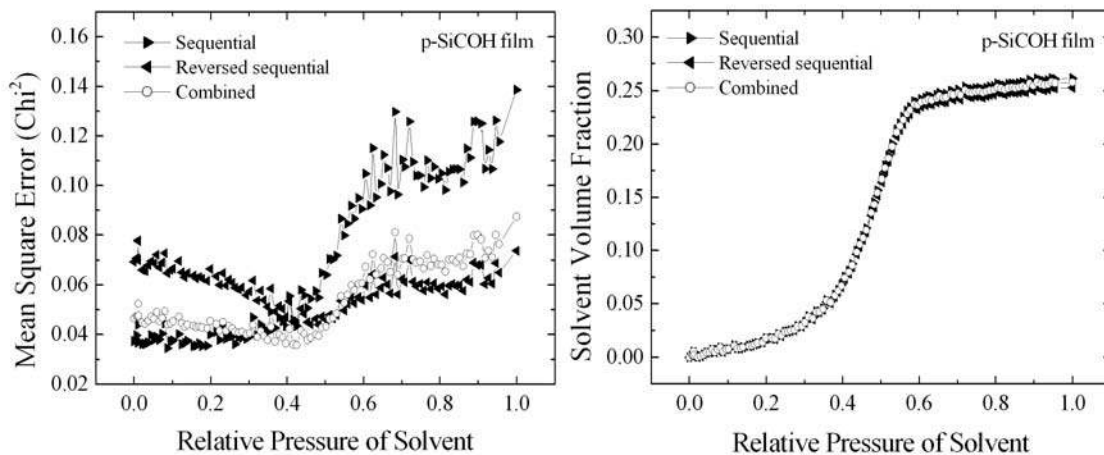 0.16
0.14
0.12
0.10
0.08
0.06
0.04
0.02
Mean Square Error (Chi²)
Sequential
Reversed sequential
Combined
p-SiCOH film
0.0 0.2 0.4 0.6 0.8 1.0
Relative Pressure of Solvent
0.30
0.25
0.20
0.15
0.10
0.05
0.00
Solvent Volume Fraction
Sequential
Reversed sequential
Combined
p-SiCOH film
0.0 0.2 0.4 0.6 0.8 1.0
Relative Pressure of Solvent